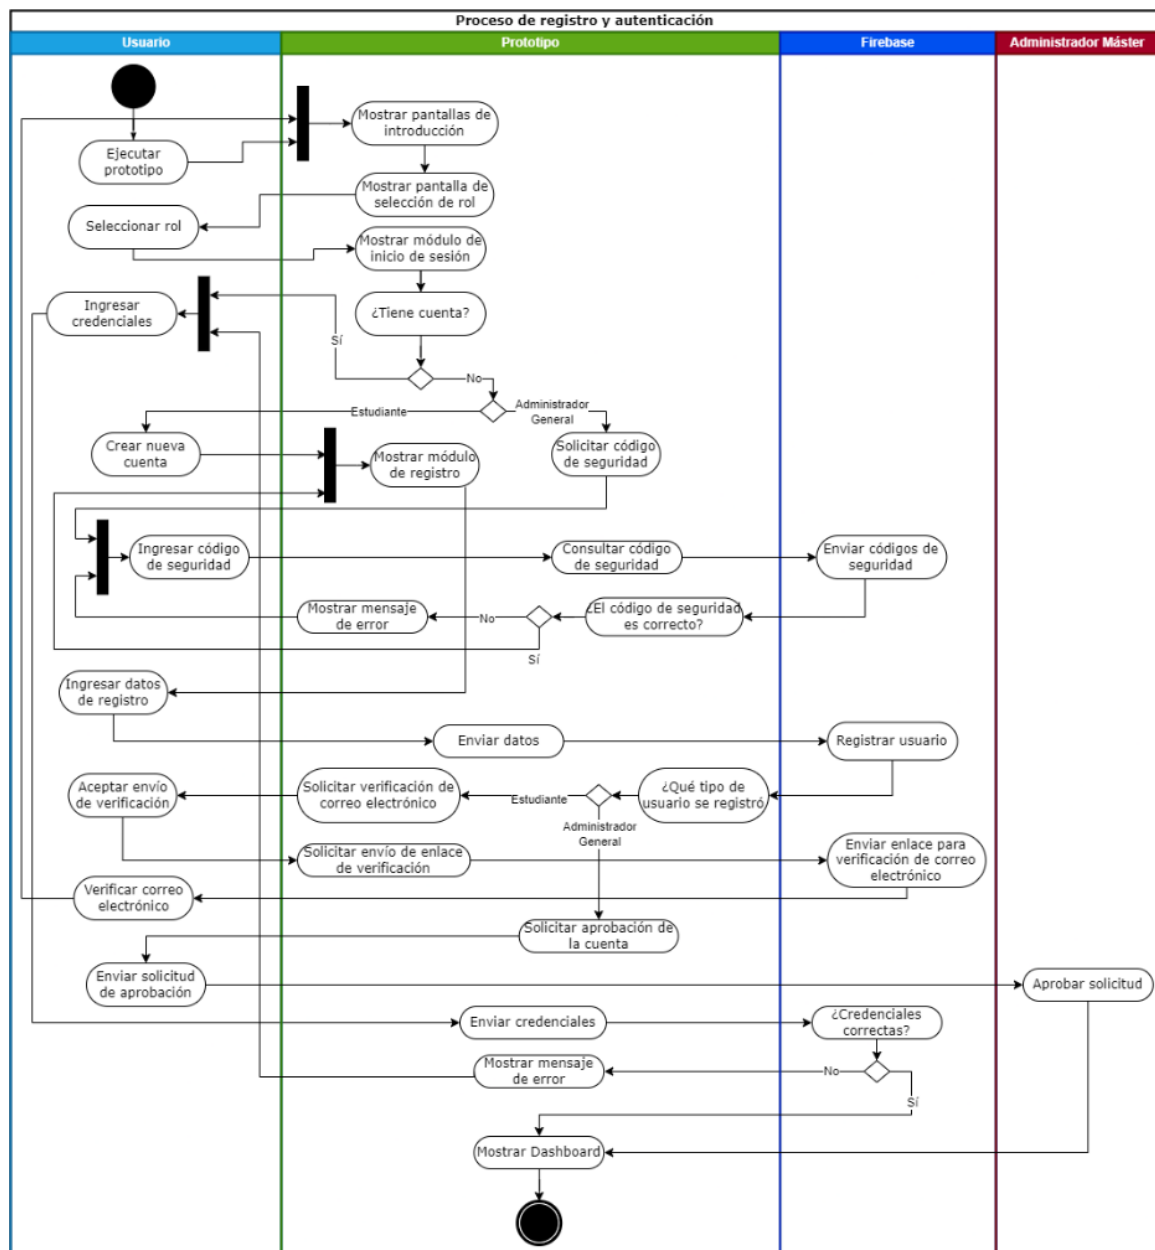 Proceso de registro y autenticación
Usuario
Prototipo
Firebase
Administrador Máster
Mostrar pantallas de
introducción
Ejecutar
prototipo
Mostrar pantalla de
selección de rol
Seleccionar rol
Mostrar módulo de
inicio de sesión
Ingresar
credenciales
¿Tiene cuenta?
Sí
No
Estudiante
Administrador
General
Crear nueva
cuenta
Mostrar módulo
de registro
Solicitar código
de seguridad
Ingresar código
de seguridad
Consultar código
de seguridad
Enviar códigos de
seguridad
Mostrar mensaje
de error
No
¿El código de seguridad
es correcto?
Sí
Ingresar datos
de registro
Enviar datos
Registrar usuario
Aceptar envío
de verificación
Solicitar verificación de
correo electrónico
Estudiante
¿Qué tipo de
usuario se registró
Administrador
General
Solicitar envío de enlace
de verificación
Enviar enlace para
verificación de correo
electrónico
Verificar correo
electrónico
Solicitar aprobación de
la cuenta
Enviar solicitud
de aprobación
Aprobar solicitud
Enviar credenciales
¿Credenciales
correctas?
Mostrar mensaje
de error
No
Sí
Mostrar Dashboard